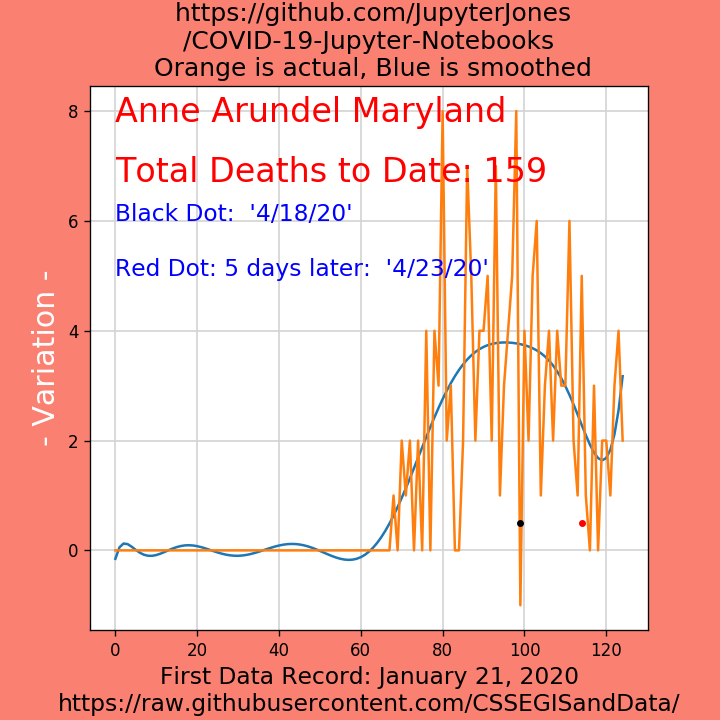 https://github.com/JupyterJones
/COVID-19-Jupyter-Notebooks
Orange is actual, Blue is smoothed
Anne Arundel Maryland
Total Deaths to Date: 159
Black Dot:  '4/18/20'
Red Dot: 5 days later:  '4/23/20'
- Variation -
8
6
4
2
0
0 20 40 60 80 100 120
First Data Record: January 21, 2020
https://raw.githubusercontent.com/CSSEGISandData/